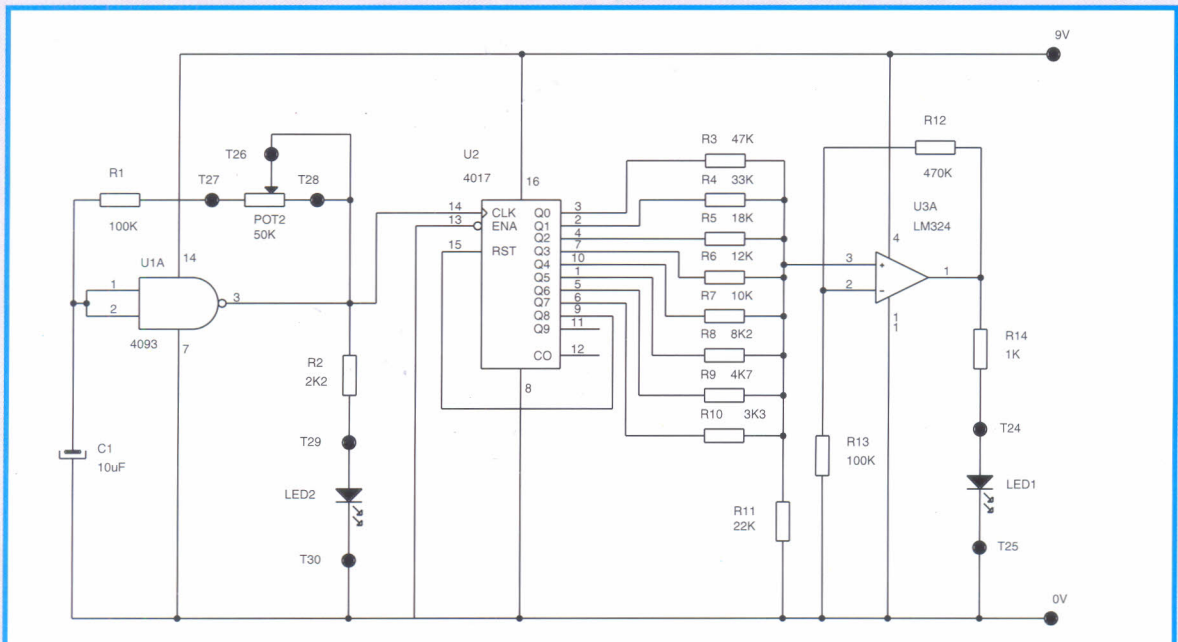 9V
R12
470K
R3 47K
R4 33K
R5 18K
R6 12K
R7 10K
R8 8K2
R9 4K7
R10 3K3
U3A
LM324
4
3
+
2
-
1
1
1
U2
4017
16
14
13
15
CLK
ENA
RST
Q0
Q1
Q2
Q3
Q4
Q5
Q6
Q7
Q8
Q9
CO
3
2
4
7
10
1
5
6
9
11
12
8
T26
R1
T27
T28
100K
POT2
50K
U1A
14
1
2
3
4093
7
R2
2K2
T29
C1
10uF
LED2
T30
R13
100K
R11
22K
R14
1K
T24
LED1
T25
0V